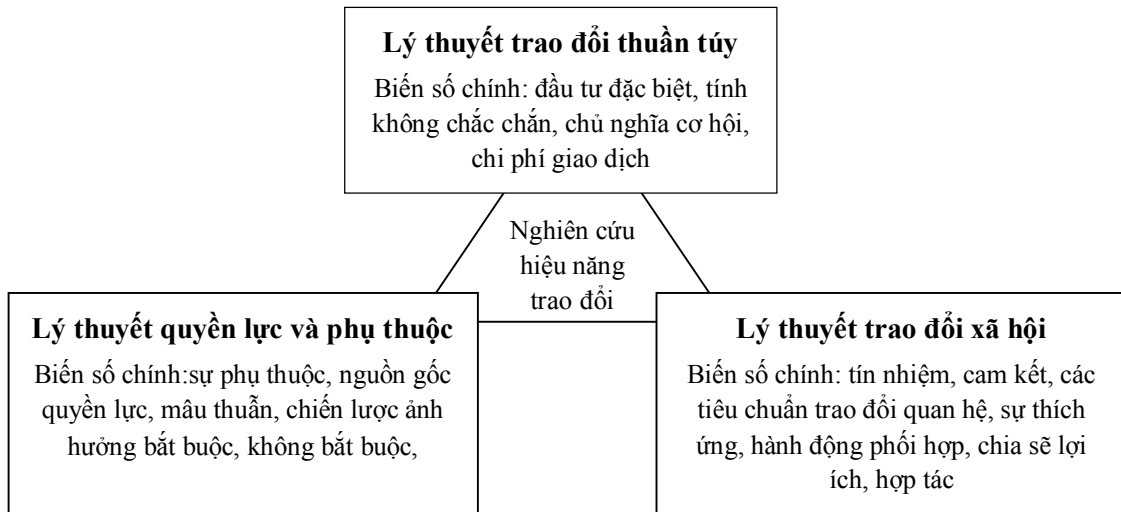 Lý thuyết trao đổi thuần túy
Biến số chính: đầu tư đặc biệt, tính
không chắc chắn, chủ nghĩa cơ hội,
chi phí giao dịch
Nghiên cứu
hiệu năng
trao đổi
Lý thuyết quyền lực và phụ thuộc
Biến số chính:sự phụ thuộc, nguồn gốc
quyền lực, mâu thuẫn, chiến lược ảnh
hưởng bắt buộc, không bắt buộc,
Lý thuyết trao đổi xã hội
Biến số chính: tín nhiệm, cam kết, các
tiêu chuẩn trao đổi quan hệ, sự thích
ứng, hành động phối hợp, chia sẽ lợi
ích, hợp tác